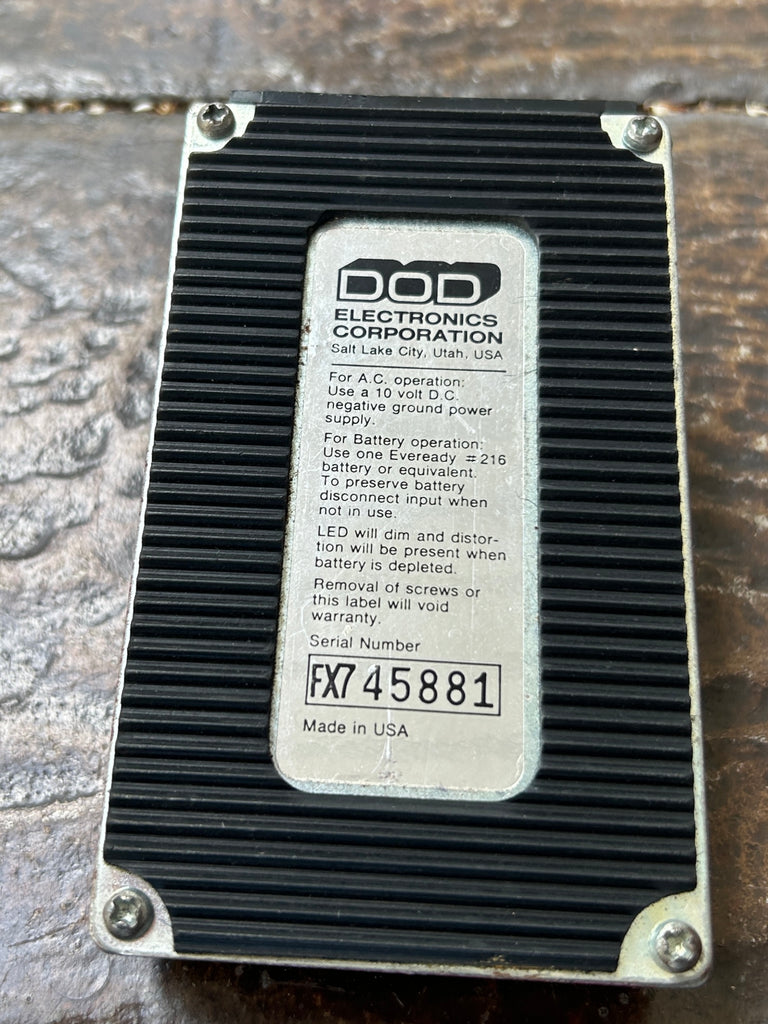 DOD
ELECTRONICS
CORPORATION
Salt Lake City, Utah, USA
For A.C. operation:
Use a 10 volt D.C.
negative ground power
supply.
For Battery operation:
Use one Eveready #216
battery or equivalent.
To preserve battery
disconnect input when
not in use.
LED will dim and distor-
tion will be present when
battery is depleted.
Removal of screws or
this label will void
warranty.
Serial Number
FX745881
Made in USA